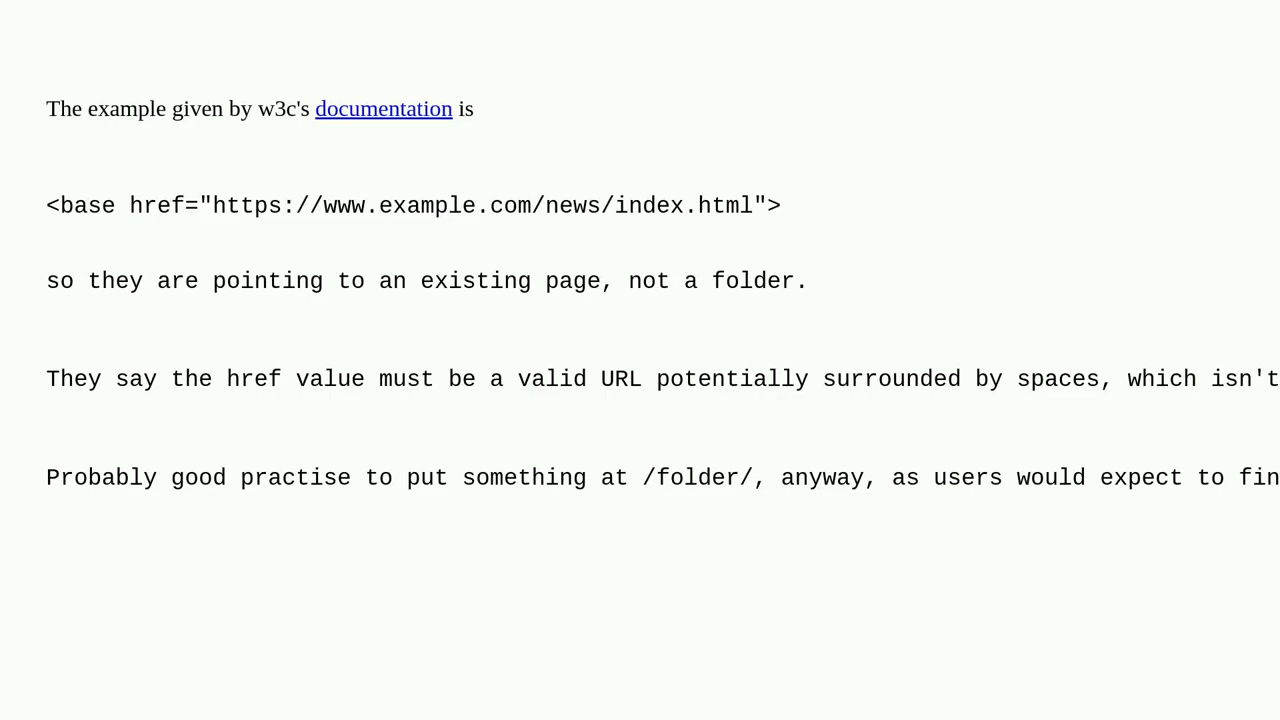 The example given by w3c's documentation is
<base href="https://www.example.com/news/index.html">
so they are pointing to an existing page, not a folder.
They say the href value must be a valid URL potentially surrounded by spaces, which isn't
Probably good practise to put something at /folder/, anyway, as users would expect to